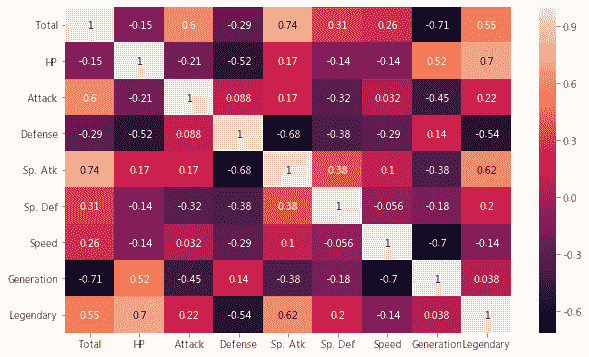 Total 1 -0.15 0.6 -0.29 0.74 0.31 0.26 -0.71 0.55
HP -0.15 1 -0.21 -0.52 0.17 -0.14 -0.14 0.52 0.7
Attack 0.6 -0.21 1 0.088 0.17 -0.32 0.032 -0.45 0.22
Defense -0.29 -0.52 0.088 1 -0.68 -0.38 -0.29 0.14 -0.54
Sp. Atk 0.74 0.17 0.17 -0.68 1 0.38 0.1 -0.38 0.62
Sp. Def 0.31 -0.14 -0.32 -0.38 0.38 1 -0.056 -0.18 0.2
Speed 0.26 -0.14 0.032 -0.29 0.1 -0.056 1 -0.7 -0.14
Generation -0.71 0.52 -0.45 0.14 -0.38 -0.18 -0.7 1 0.038
Legendary 0.55 0.7 0.22 -0.54 0.62 0.2 -0.14 0.038 1
Total HP Attack Defense Sp. Atk Sp. Def Speed Generation Legendary
0.9
0.6
0.3
0.0
-0.3
-0.6